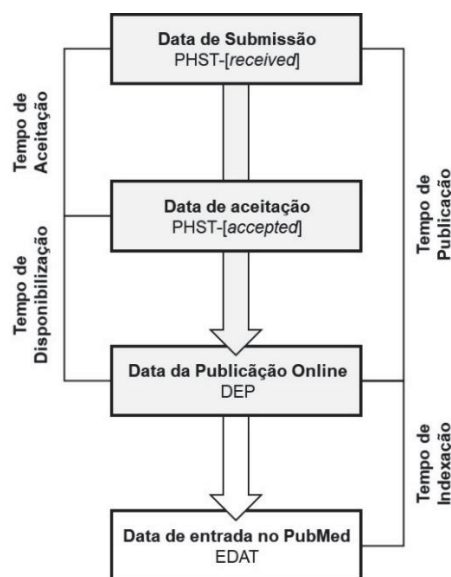 Data de Submissão
PHST-[received]
Tempo de
Aceitação
Data de aceitação
PHST-[accepted]
Tempo de
Publicação
Tempo de
Disponibilização
Data da Publicãção Online
DEP
Tempo de
Indexação
Data de entrada no PubMed
EDAT